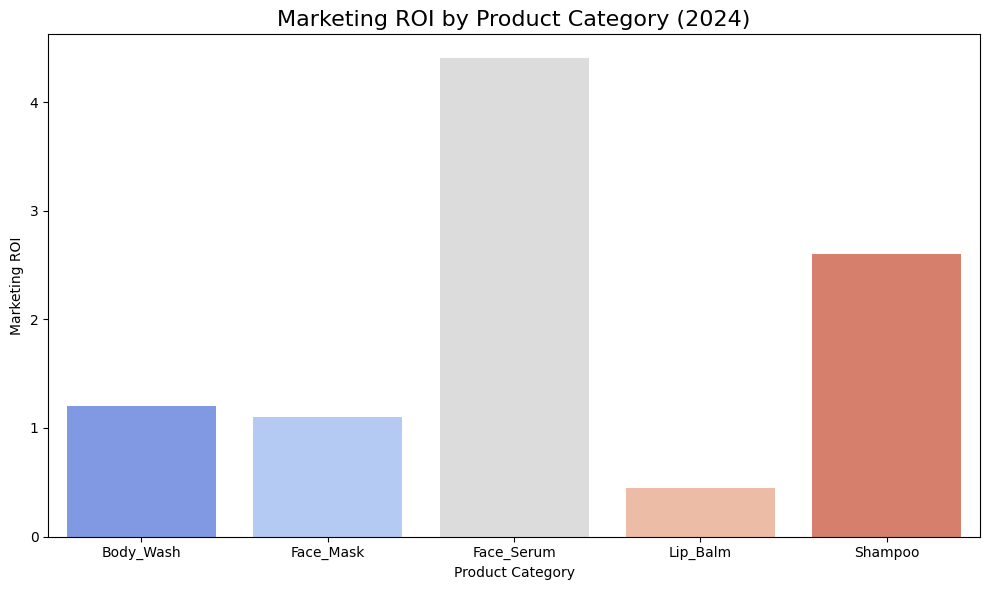 Marketing ROI by Product Category (2024)
Marketing ROI
4
3
2
1
0
Body_Wash
Face_Mask
Face_Serum
Lip_Balm
Shampoo
Product Category